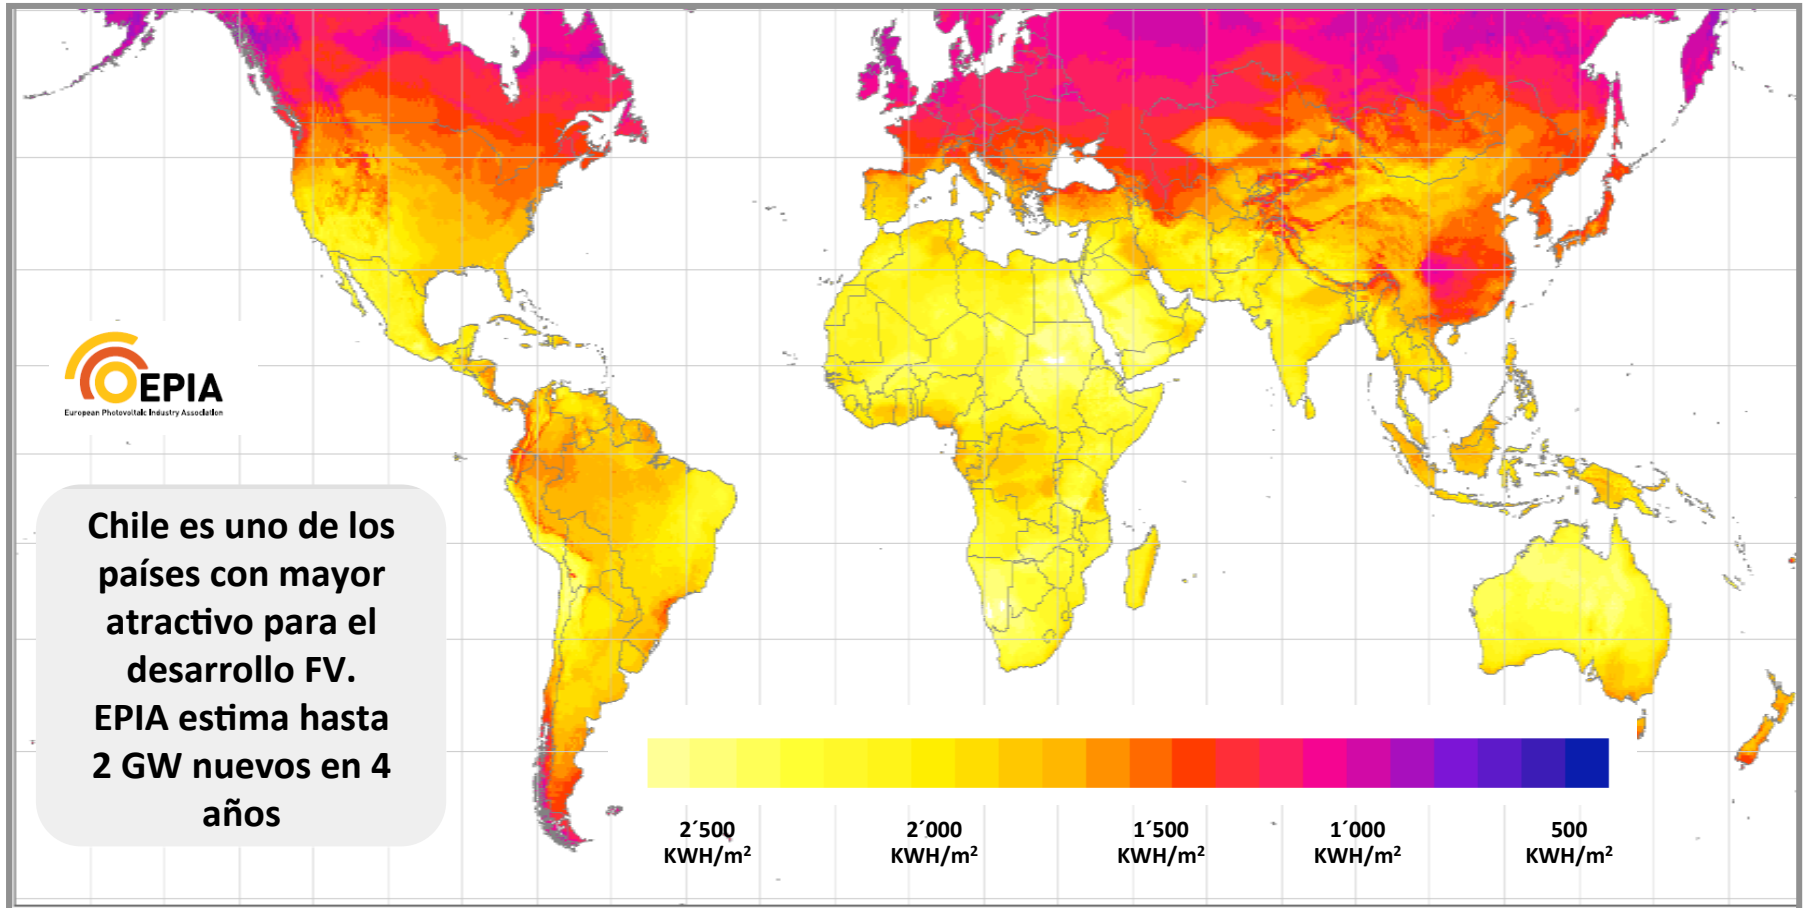 EPIA
European Photovoltaic Industry Association
Chile es uno de los
países con mayor
atractivo para el
desarrollo FV.
EPIA estima hasta
2 GW nuevos en 4
años
2´500
KWH/m²
2´000
KWH/m²
1´500
KWH/m²
1´000
KWH/m²
500
KWH/m²